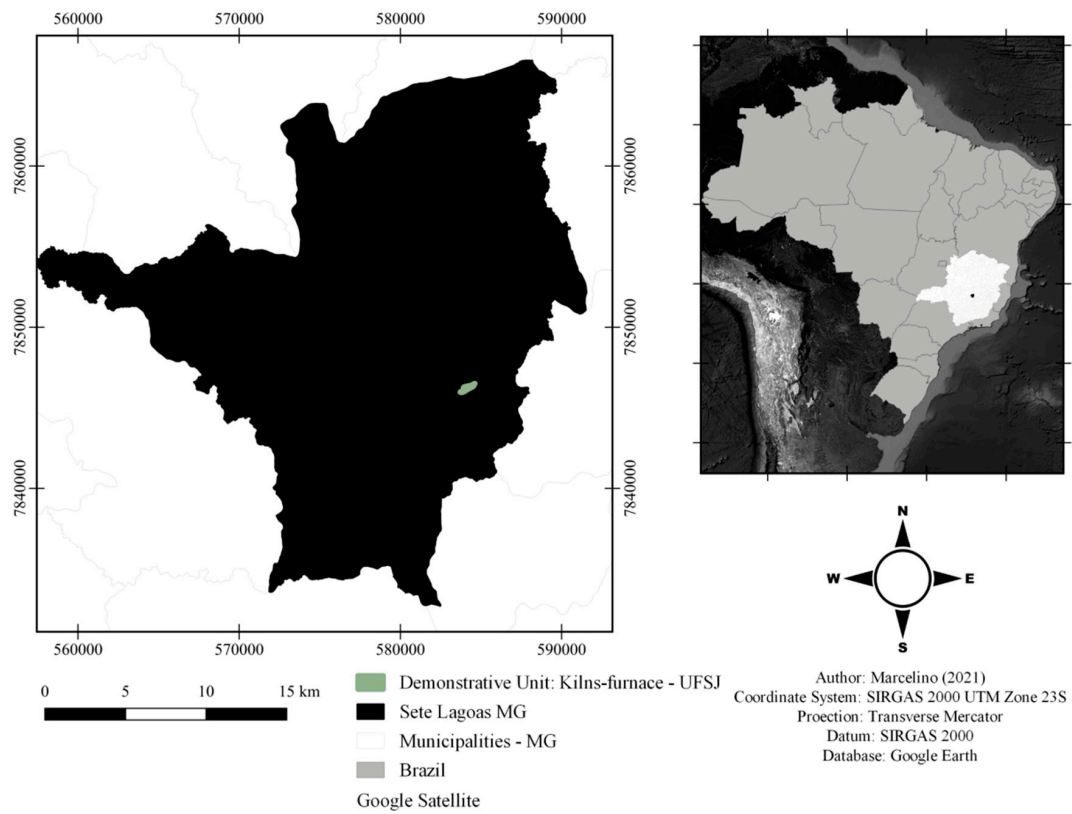 560000 570000 580000 590000
7860000 7860000
7850000 7850000
7840000 7840000
560000 570000 580000 590000
0 5 10 15 km
Demonstrative Unit: Kilns-furnace - UFSJ
Sete Lagoas MG
Municipalities - MG
Brazil
Google Satellite
N
W E
S
Author: Marcelino (2021)
Coordinate System: SIRGAS 2000 UTM Zone 23S
Proection: Transverse Mercator
Datum: SIRGAS 2000
Database: Google Earth